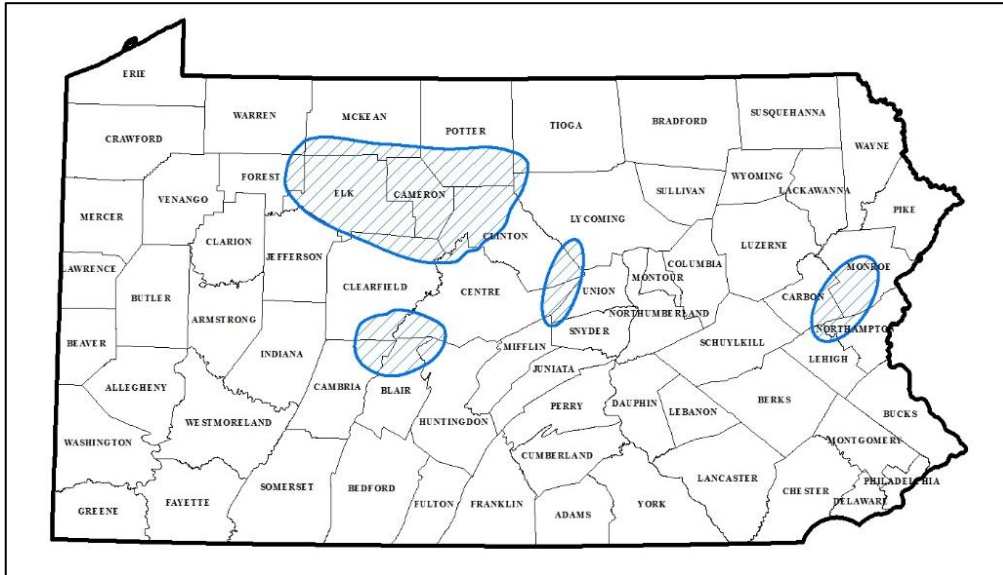 ERIE
CRAWFORD
WARREN
MCKEAN
POTTER
TIOGA
BRADFORD
SUSQUEHANNA
WAYNE
FOREST
ELK
CAMERON
SULLIVAN
WYOMING
LACKAWANNA
PIKE
MERCER
VENANGO
CLARION
JEFFERSON
CLINTON
LYCOMING
LUZERNE
MONROE
LAWRENCE
BUTLER
ARMSTRONG
CLEARFIELD
CENTRE
UNION
MONTOUR
COLUMBIA
CARBON
NORTHUMBERLAND
NORTHAMPTON
BEAVER
INDIANA
SNYDER
MIFFLIN
SCHUYLKILL
LEHIGH
ALLEGHENY
CAMBRIA
BLAIR
JUNIATA
HUNTINGDON
PERRY
DAUPHIN
LEBANON
BERKS
BUCKS
WASHINGTON
WESTMORELAND
CUMBERLAND
MONTGOMERY
GREENE
FAYETTE
SOMERSET
BEDFORD
FULTON
FRANKLIN
ADAMS
YORK
LANCASTER
CHESTER
DELAWARE
PHILADELPHIA